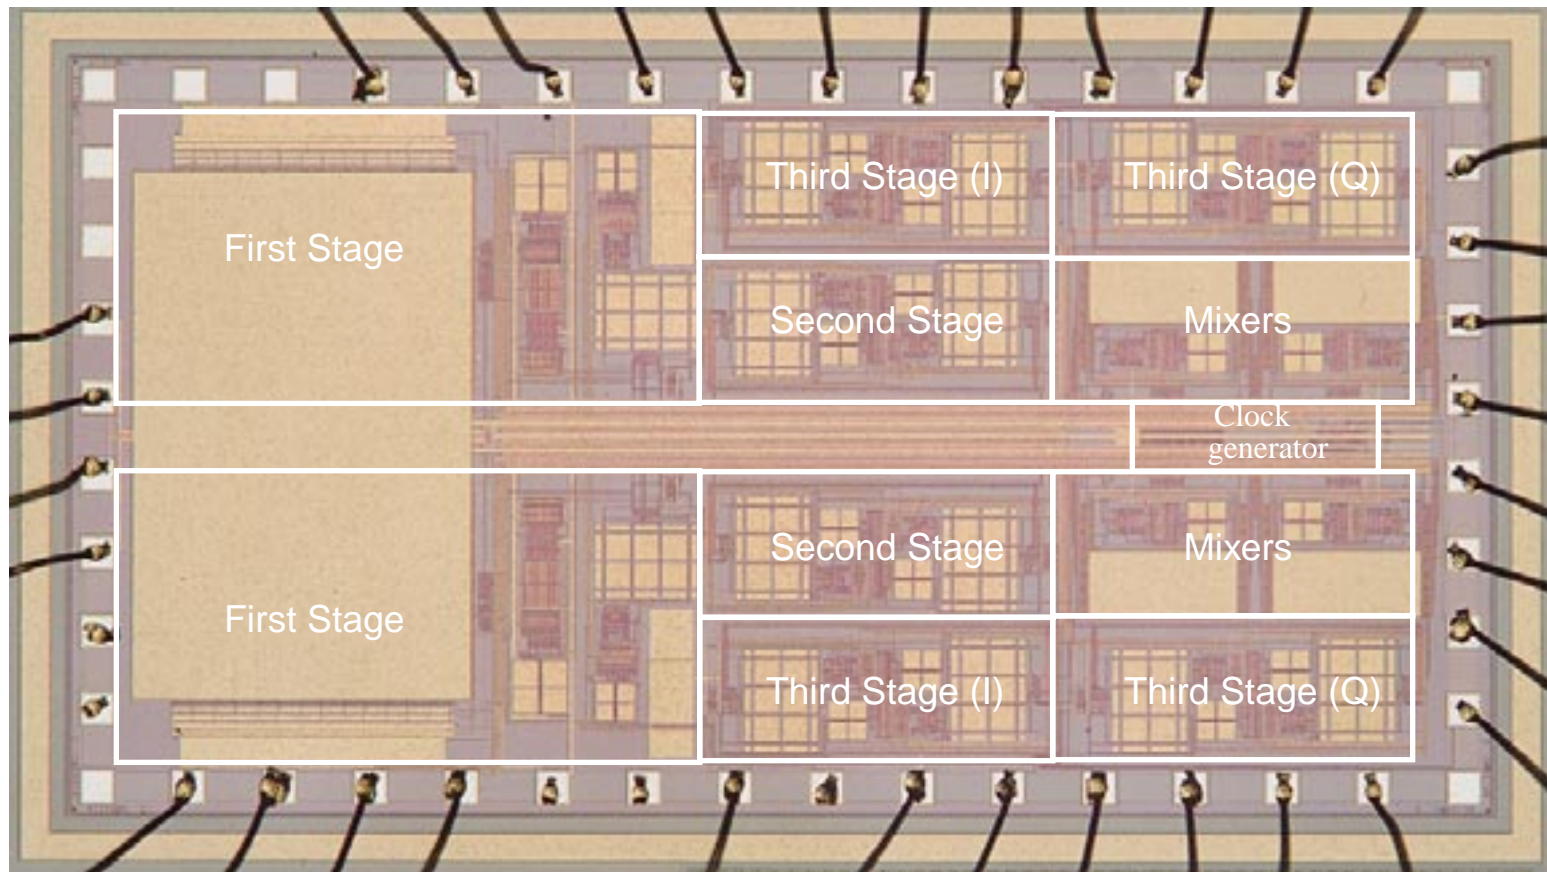 Third Stage (I)
Third Stage (Q)
First Stage
Second Stage
Mixers
Clock
generator
Second Stage
Mixers
First Stage
Third Stage (I)
Third Stage (Q)